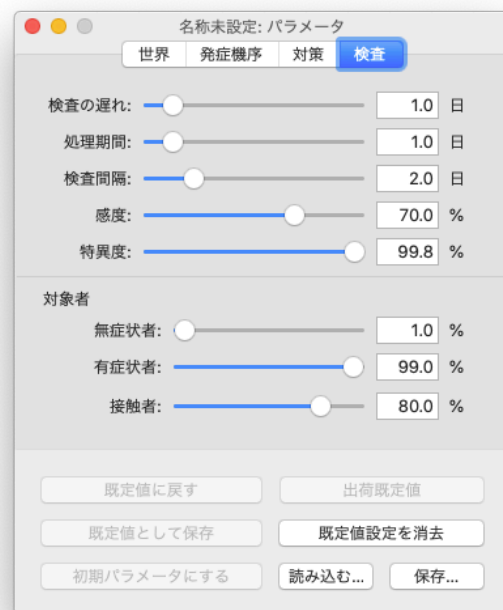 名称未設定: パラメータ
世界 発症機序 対策 検査
検査の遅れ: 1.0 日
処理期間: 1.0 日
検査間隔: 2.0 日
感度: 70.0 %
特異度: 99.8 %
対象者
無症状者: 1.0 %
有症状者: 99.0 %
接触者: 80.0 %
既定値に戻す 出荷既定値
既定値として保存 既定値設定を消去
初期パラメータにする 読み込む... 保存...